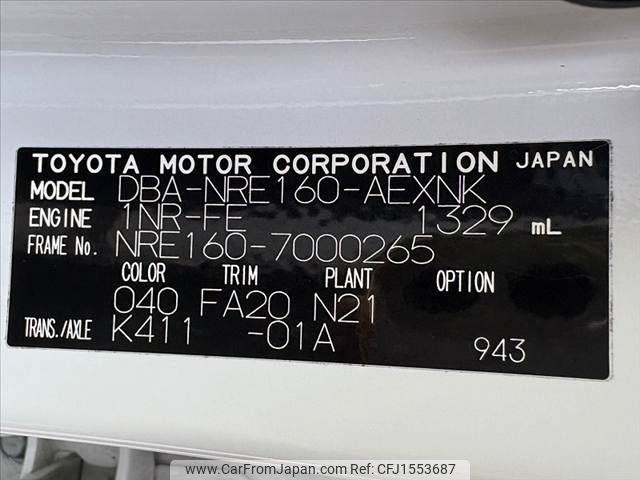 TOYOTA MOTOR CORPORATION JAPAN
MODEL DBA-NRE160-AEXNK
ENGINE 1NR-FE 1329 mL
FRAME No. NRE160-7000265
COLOR TRIM PLANT OPTION
040 FA20 N21
TRANS./AXLE K411 -01A 943
www.CarFromJapan.com CFJ1553687